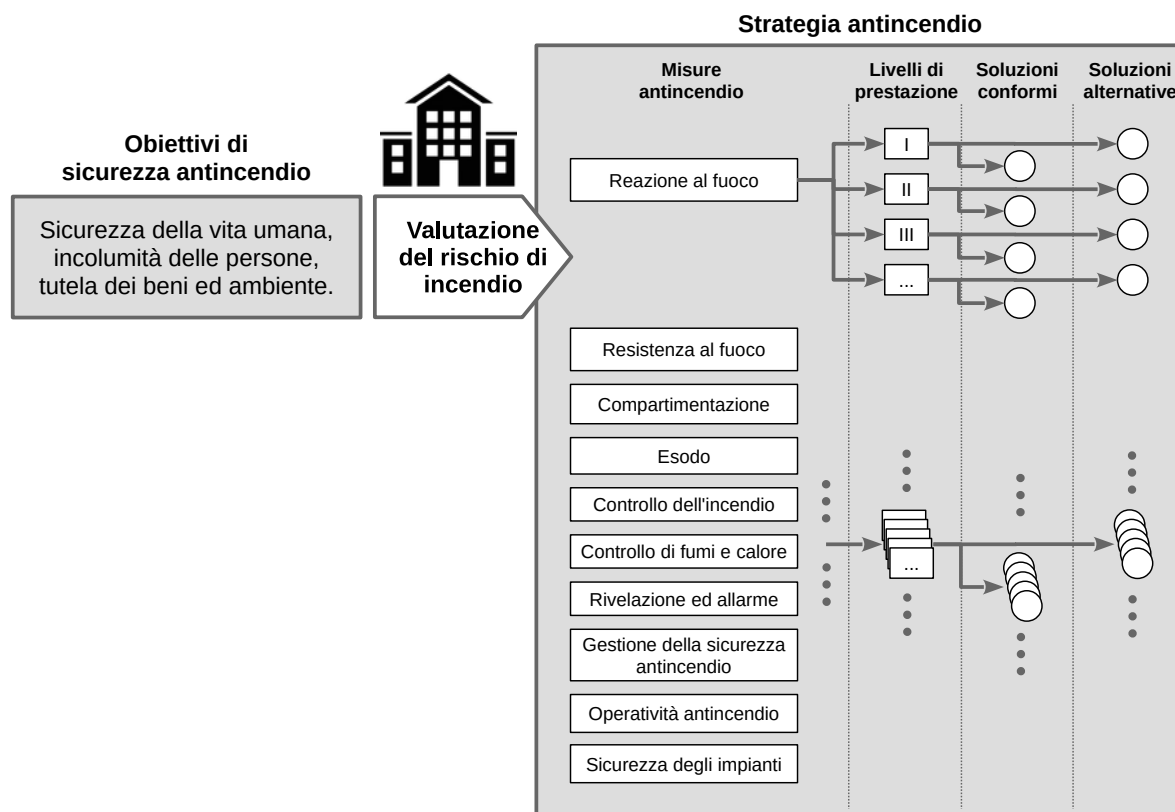 Strategia antincendio
Obiettivi di
sicurezza antincendio
Sicurezza della vita umana,
incolumità delle persone,
tutela dei beni ed ambiente.
Valutazione
del rischio di
incendio
Misure
antincendio
Livelli di
prestazione
Soluzioni
conformi
Soluzioni
alternative
Reazione al fuoco
I
II
III
...
Resistenza al fuoco
Compartimentazione
Esodo
Controllo dell'incendio
Controllo di fumi e calore
...
Rivelazione ed allarme
Gestione della sicurezza
antincendio
Operatività antincendio
Sicurezza degli impianti